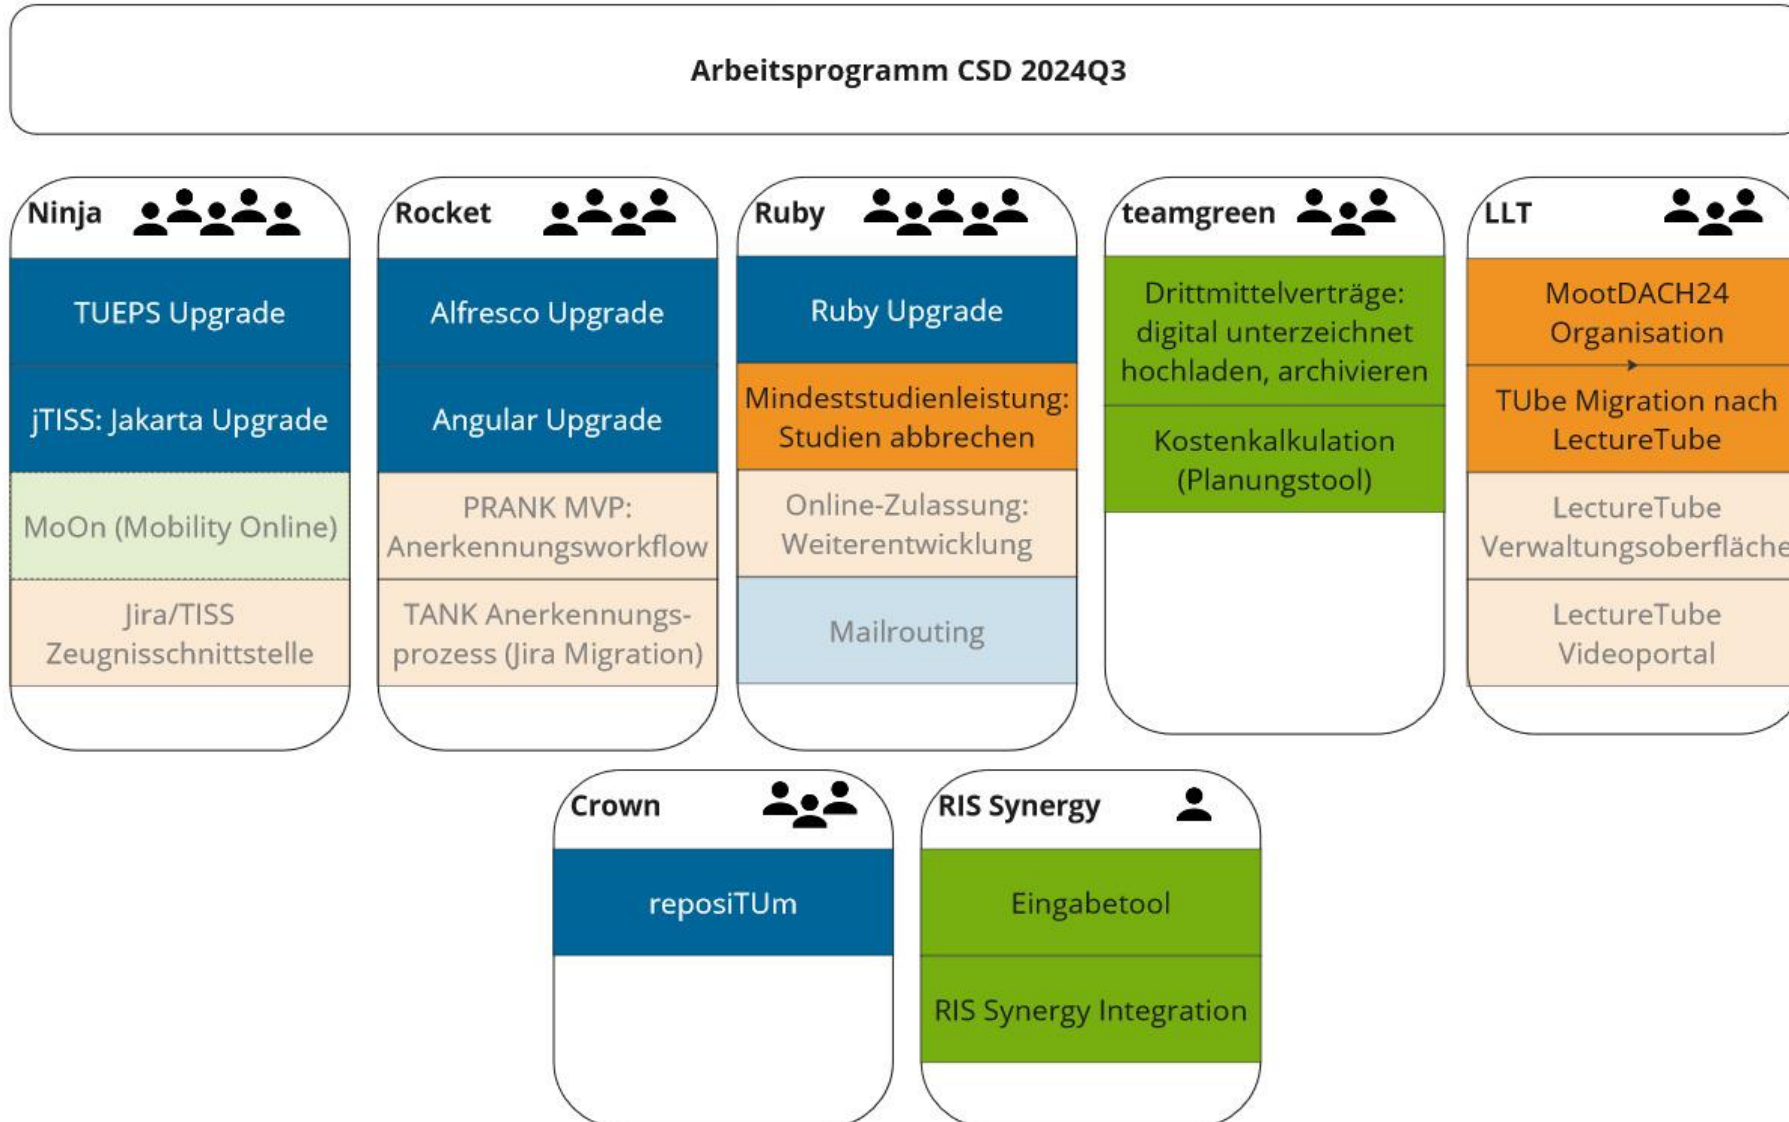 Arbeitsprogramm CSD 2024Q3
Ninja
TUEPS Upgrade
jTISS: Jakarta Upgrade
MoOn (Mobility Online)
Jira/TISS
Zeugnisschnittstelle
Rocket
Alfresco Upgrade
Angular Upgrade
PRANK MVP:
Anerkennungsworkflow
TANK Anerkennungs-
prozess (Jira Migration)
Ruby
Ruby Upgrade
Mindeststudienleistung:
Studien abbrechen
Online-Zulassung:
Weiterentwicklung
Mailrouting
teamgreen
Drittmittelverträge:
digital unterzeichnet
hochladen, archivieren
Kostenkalkulation
(Planungstool)
LLT
MootDACH24
Organisation
TUbe Migration nach
LectureTube
LectureTube
Verwaltungsoberfläche
LectureTube
Videoportal
Crown
reposiTUm
RIS Synergy
Eingabetool
RIS Synergy Integration